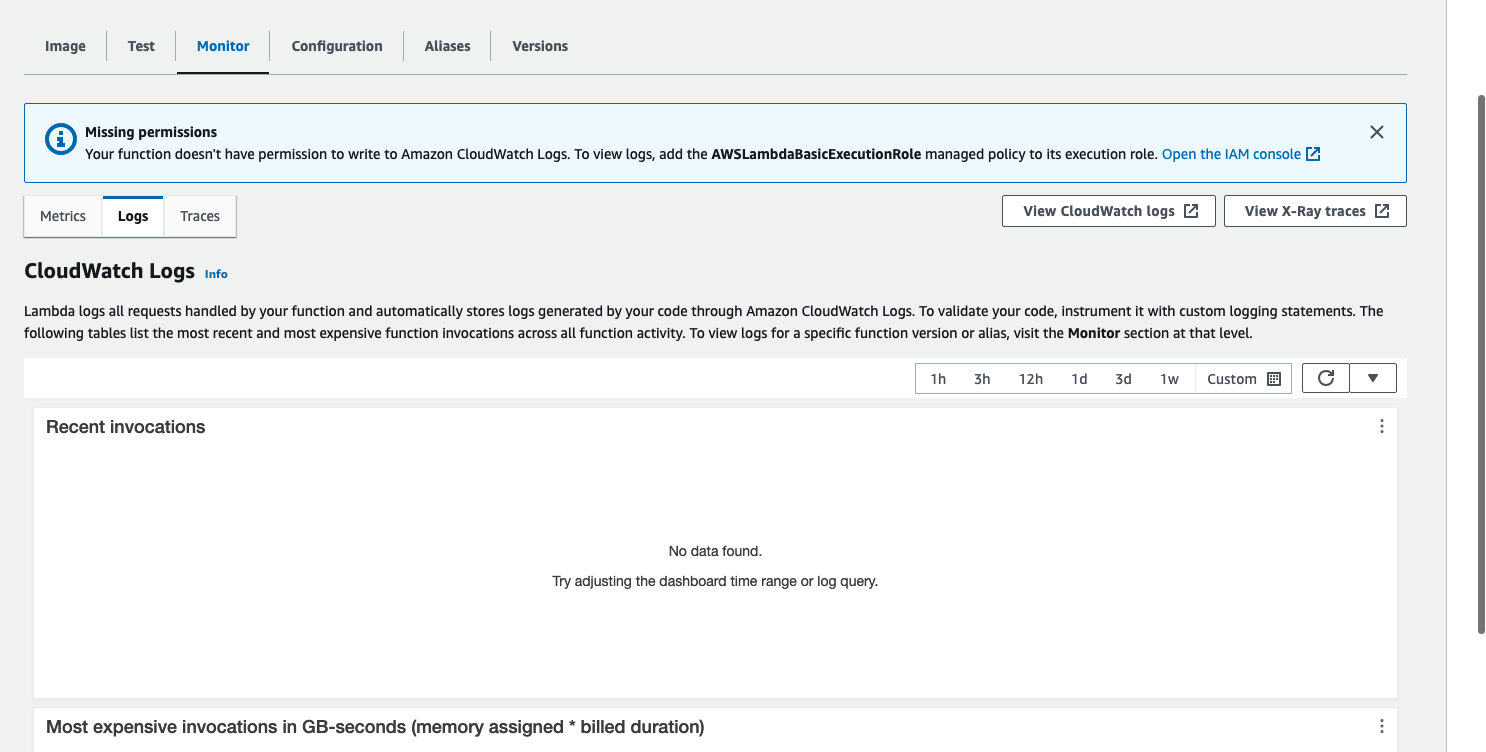 Image Test Monitor Configuration Aliases Versions
Missing permissions
Your function doesn't have permission to write to Amazon CloudWatch Logs. To view logs, add the AWSLambdaBasicExecutionRole managed policy to its execution role. Open the IAM console
Metrics Logs Traces View CloudWatch logs View X-Ray traces
CloudWatch Logs Info
Lambda logs all requests handled by your function and automatically stores logs generated by your code through Amazon CloudWatch Logs. To validate your code, instrument it with custom logging statements. The
following tables list the most recent and most expensive function invocations across all function activity. To view logs for a specific function version or alias, visit the Monitor section at that level.
1h 3h 12h 1d 3d 1w Custom
Recent invocations
No data found.
Try adjusting the dashboard time range or log query.
Most expensive invocations in GB-seconds (memory assigned * billed duration)